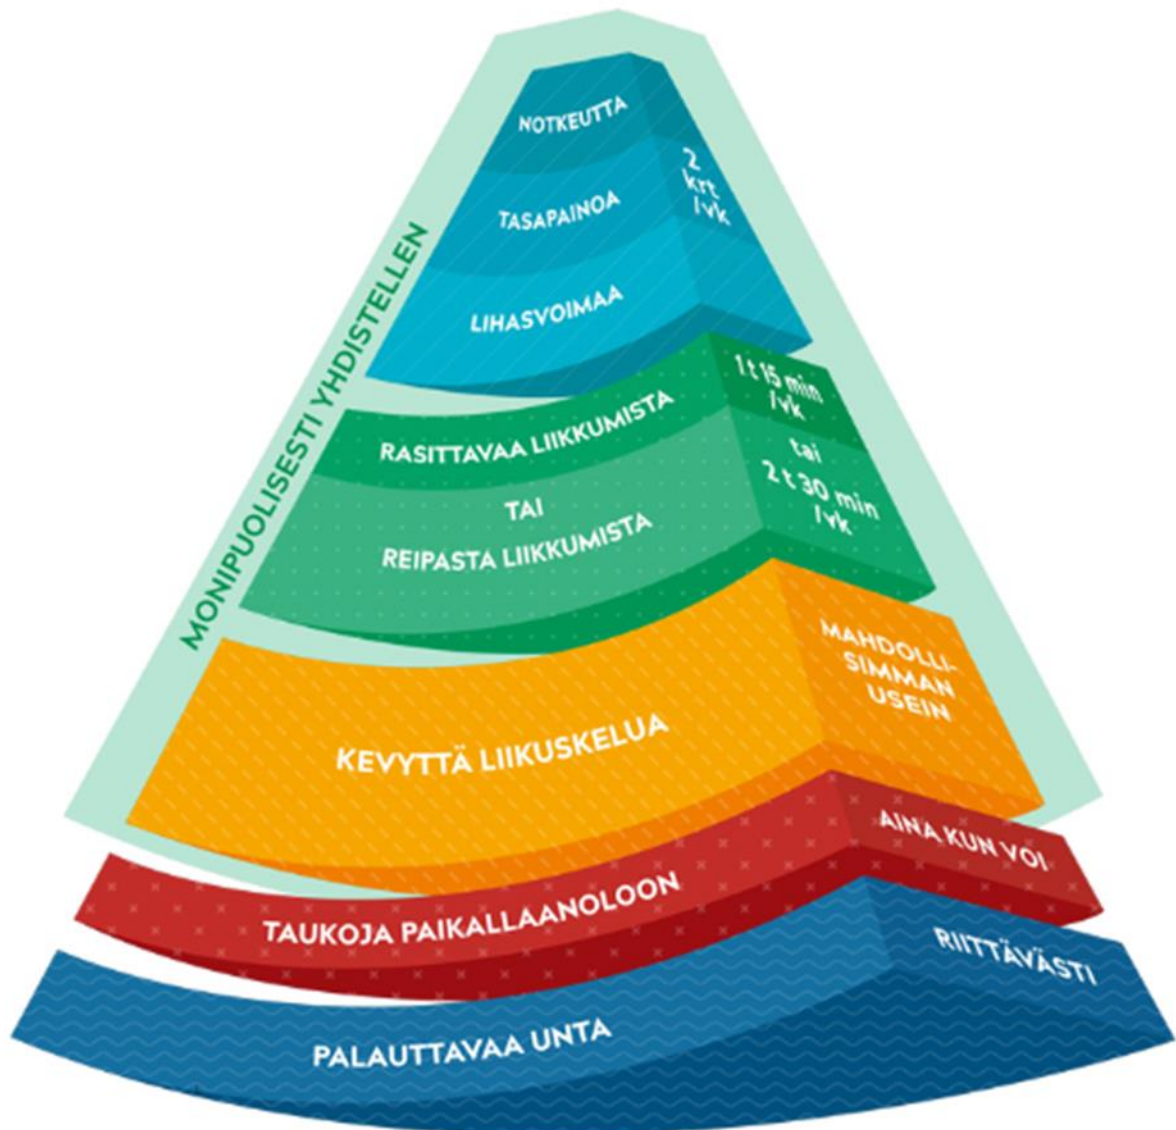 MONIPUOLISESTI YHDISTELLEN
NOTKEUTTA
TASAPAINOA
LIHASVOIMAA
2
krt
/vk
RASITTAVAA LIIKKUMISTA
1 t 15 min
/vk
TAI
REIPASTA LIIKKUMISTA
tai
2 t 30 min
/vk
KEVYTTÄ LIIKUSKELUA
MAHDOLLI-
SIMMAN
USEIN
TAUKOJA PAIKALLAANOLOON
AINA KUN VOI
PALAUTTAVAA UNTA
RIITTÄVÄSTI